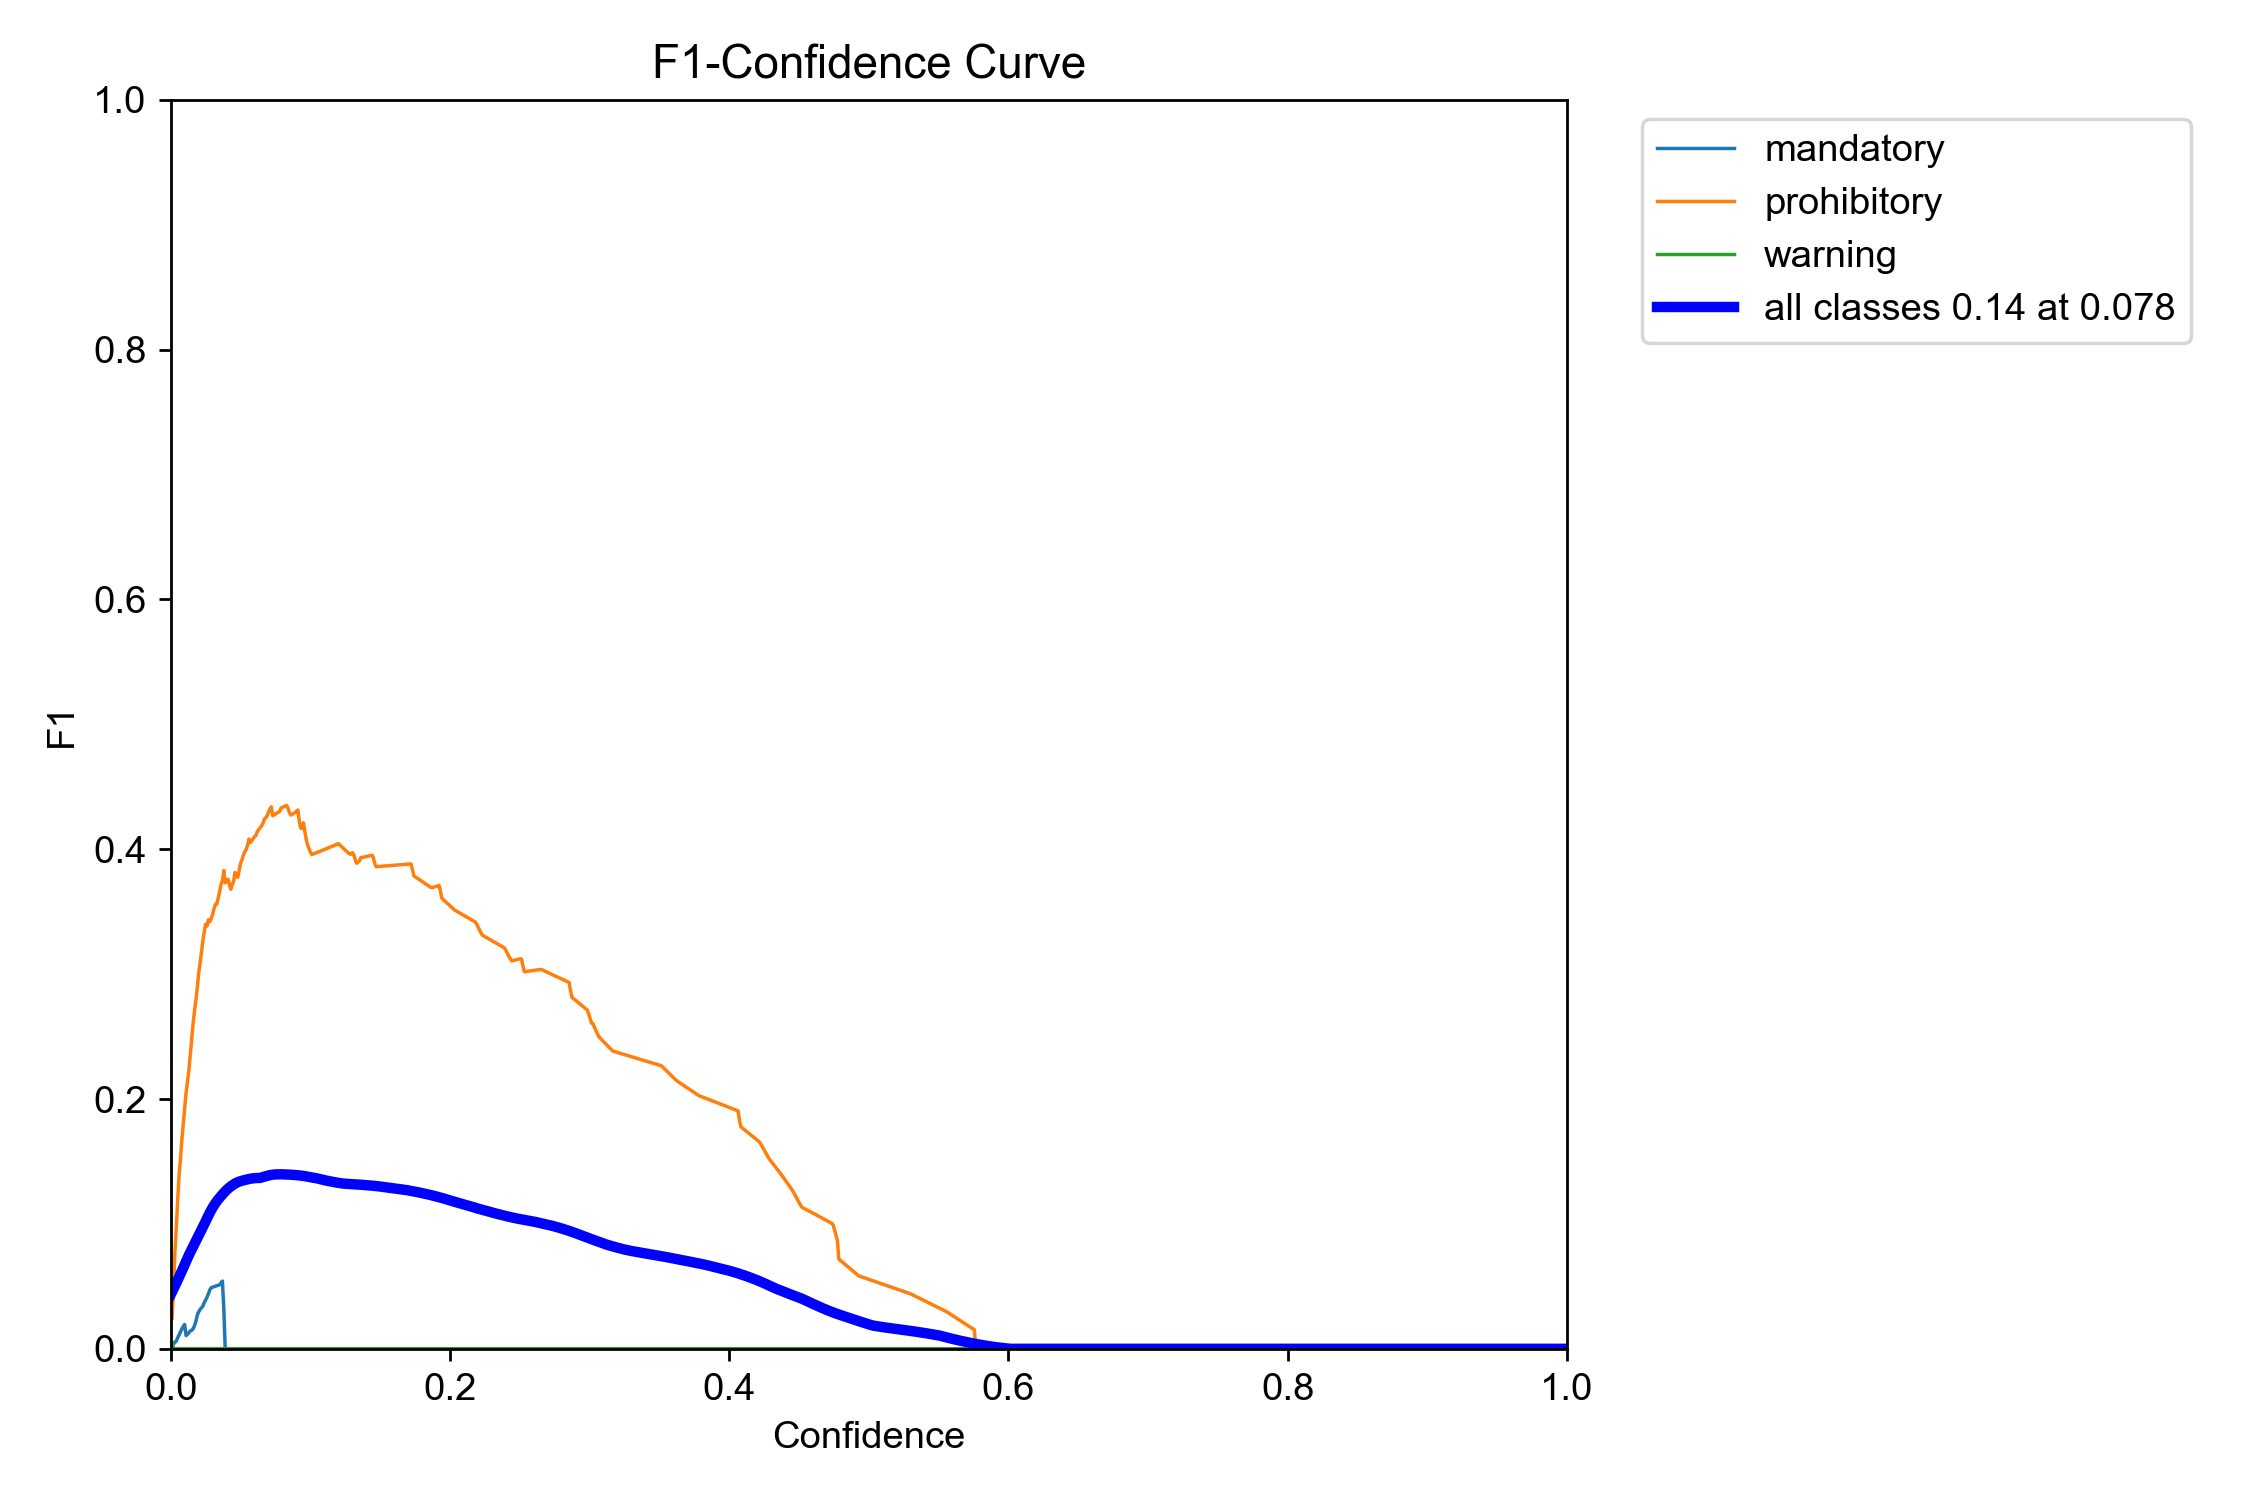 F1-Confidence Curve
1.0
0.8
0.6
0.4
0.2
0.0
F1
0.0 0.2 0.4 0.6 0.8 1.0
Confidence
mandatory
prohibitory
warning
all classes 0.14 at 0.078